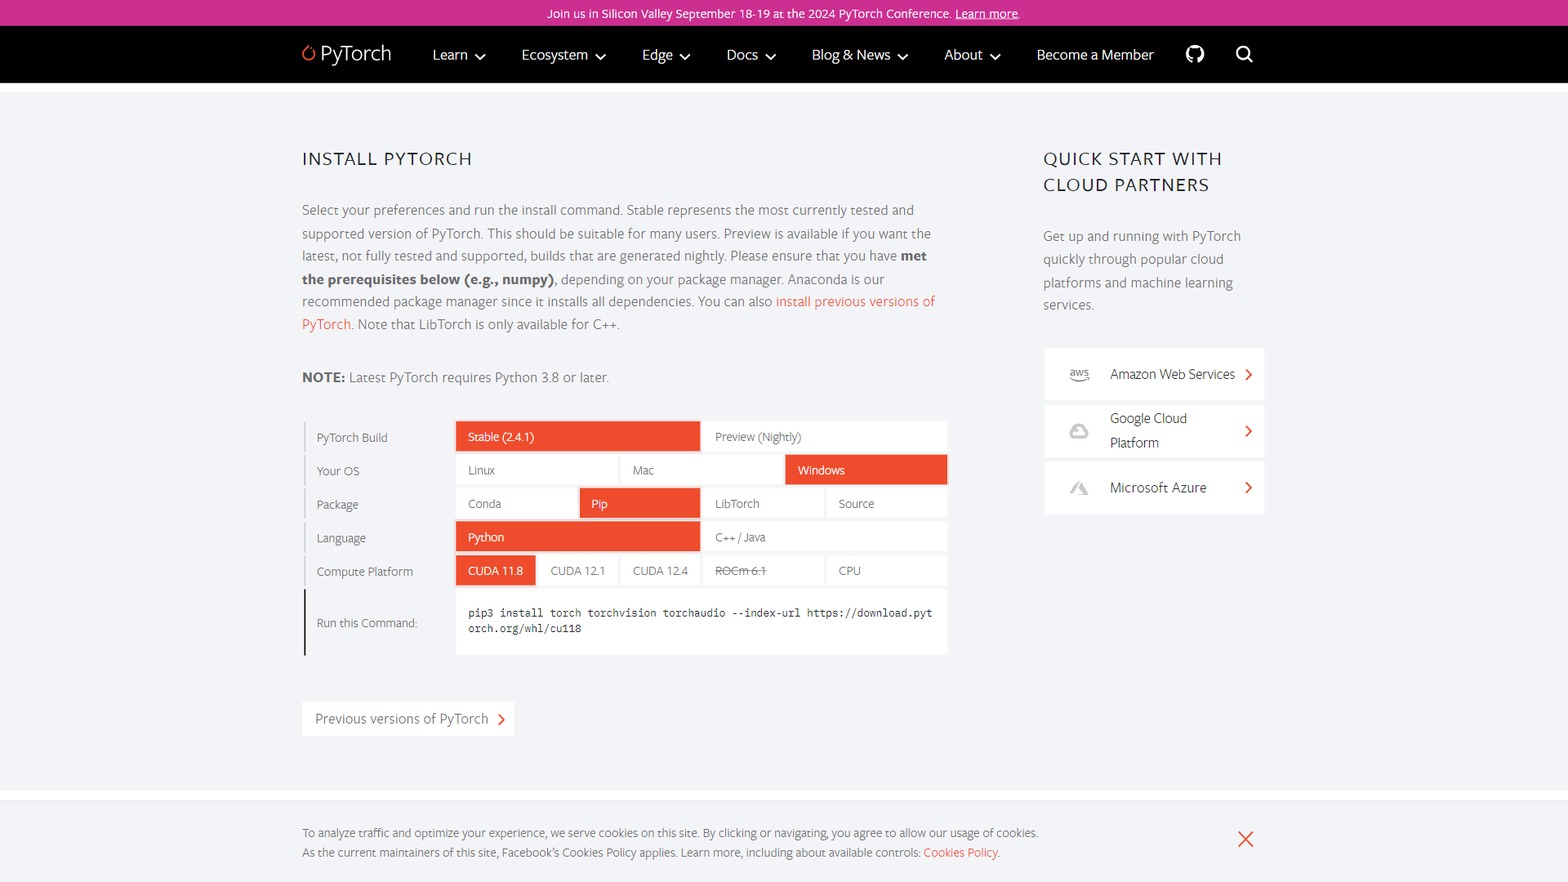 Join us in Silicon Valley September 18-19 at the 2024 PyTorch Conference. Learn more.
PyTorch
Learn
Ecosystem
Edge
Docs
Blog & News
About
Become a Member
INSTALL PYTORCH
Select your preferences and run the install command. Stable represents the most currently tested and
supported version of PyTorch. This should be suitable for many users. Preview is available if you want the
latest, not fully tested and supported, builds that are generated nightly. Please ensure that you have met
the prerequisites below (e.g., numpy), depending on your package manager. Anaconda is our
recommended package manager since it installs all dependencies. You can also install previous versions of
PyTorch. Note that LibTorch is only available for C++.
NOTE: Latest PyTorch requires Python 3.8 or later.
PyTorch Build
Stable (2.4.1)
Preview (Nightly)
Your OS
Linux
Mac
Windows
Package
Conda
Pip
LibTorch
Source
Language
Python
C++ / Java
Compute Platform
CUDA 11.8
CUDA 12.1
CUDA 12.4
ROCm 6.1
CPU
Run this Command:
pip3 install torch torchvision torchaudio --index-url https://download.pyt
orch.org/whl/cu118
Previous versions of PyTorch
QUICK START WITH
CLOUD PARTNERS
Get up and running with PyTorch
quickly through popular cloud
platforms and machine learning
services.
aws
Amazon Web Services
Google Cloud
Platform
Microsoft Azure
To analyze traffic and optimize your experience, we serve cookies on this site. By clicking or navigating, you agree to allow our usage of cookies.
As the current maintainers of this site, Facebook's Cookies Policy applies. Learn more, including about available controls: Cookies Policy.